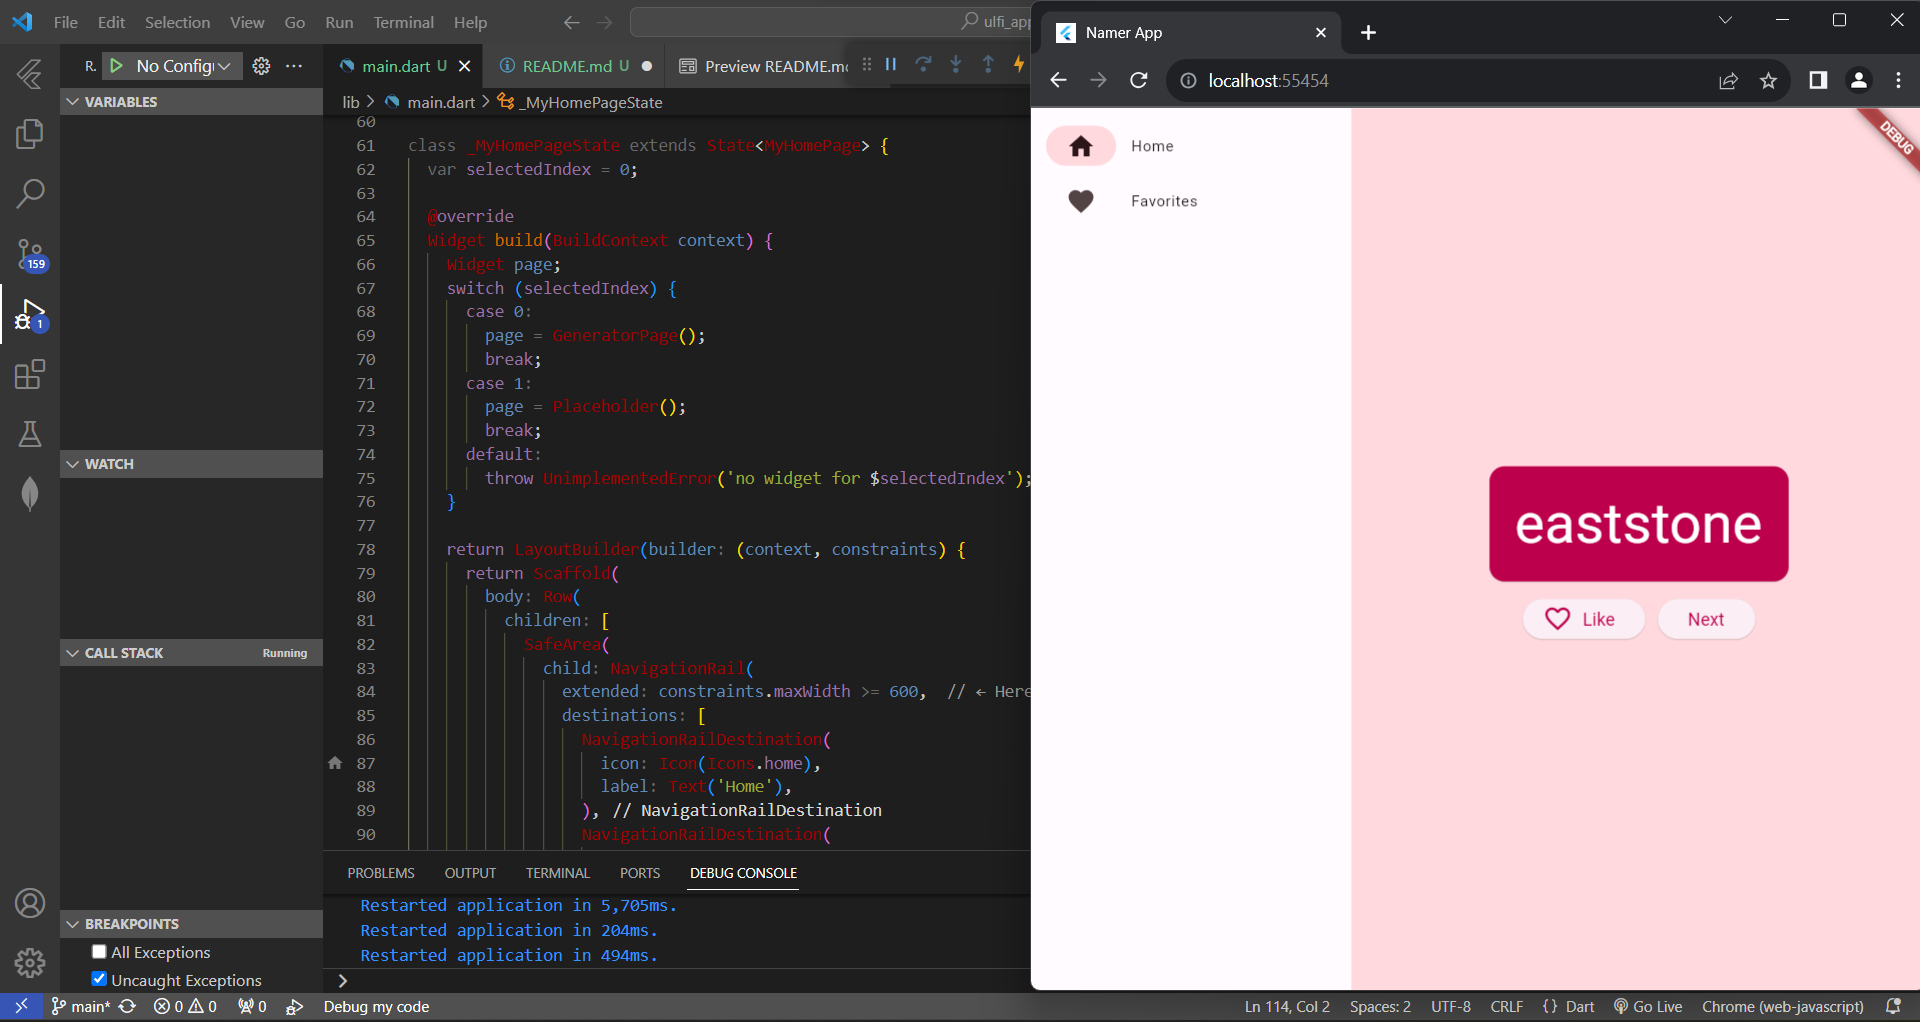 File Edit Selection View Go Run Terminal Help
ulfi_app
R. No Config
main.dart U
README.md U
Preview README.md
lib > main.dart > _MyHomePageState
VARIABLES
WATCH
CALL STACK Running
BREAKPOINTS
All Exceptions
Uncaught Exceptions
159
1
60
61 class _MyHomePageState extends State<MyHomePage> {
62 var selectedIndex = 0;
63
64 @override
65 Widget build(BuildContext context) {
66 Widget page;
67 switch (selectedIndex) {
68 case 0:
69 page = GeneratorPage();
70 break;
71 case 1:
72 page = Placeholder();
73 break;
74 default:
75 throw UnimplementedError('no widget for $selectedIndex');
76 }
77
78 return LayoutBuilder(builder: (context, constraints) {
79 return Scaffold(
80 body: Row(
81 children: [
82 SafeArea(
83 child: NavigationRail(
84 extended: constraints.maxWidth >= 600, // ← Here
85 destinations: [
86 NavigationRailDestination(
87 icon: Icon(Icons.home),
88 label: Text('Home'),
89 ), // NavigationRailDestination
90 NavigationRailDestination(
PROBLEMS OUTPUT TERMINAL PORTS DEBUG CONSOLE
Restarted application in 5,705ms.
Restarted application in 204ms.
Restarted application in 494ms.
>
main* 0 0 0 Debug my code
Ln 114, Col 2 Spaces: 2 UTF-8 CRLF {} Dart Go Live Chrome (web-javascript)
Namer App
localhost:55454
Home
Favorites
DEBUG
eaststone
Like
Next